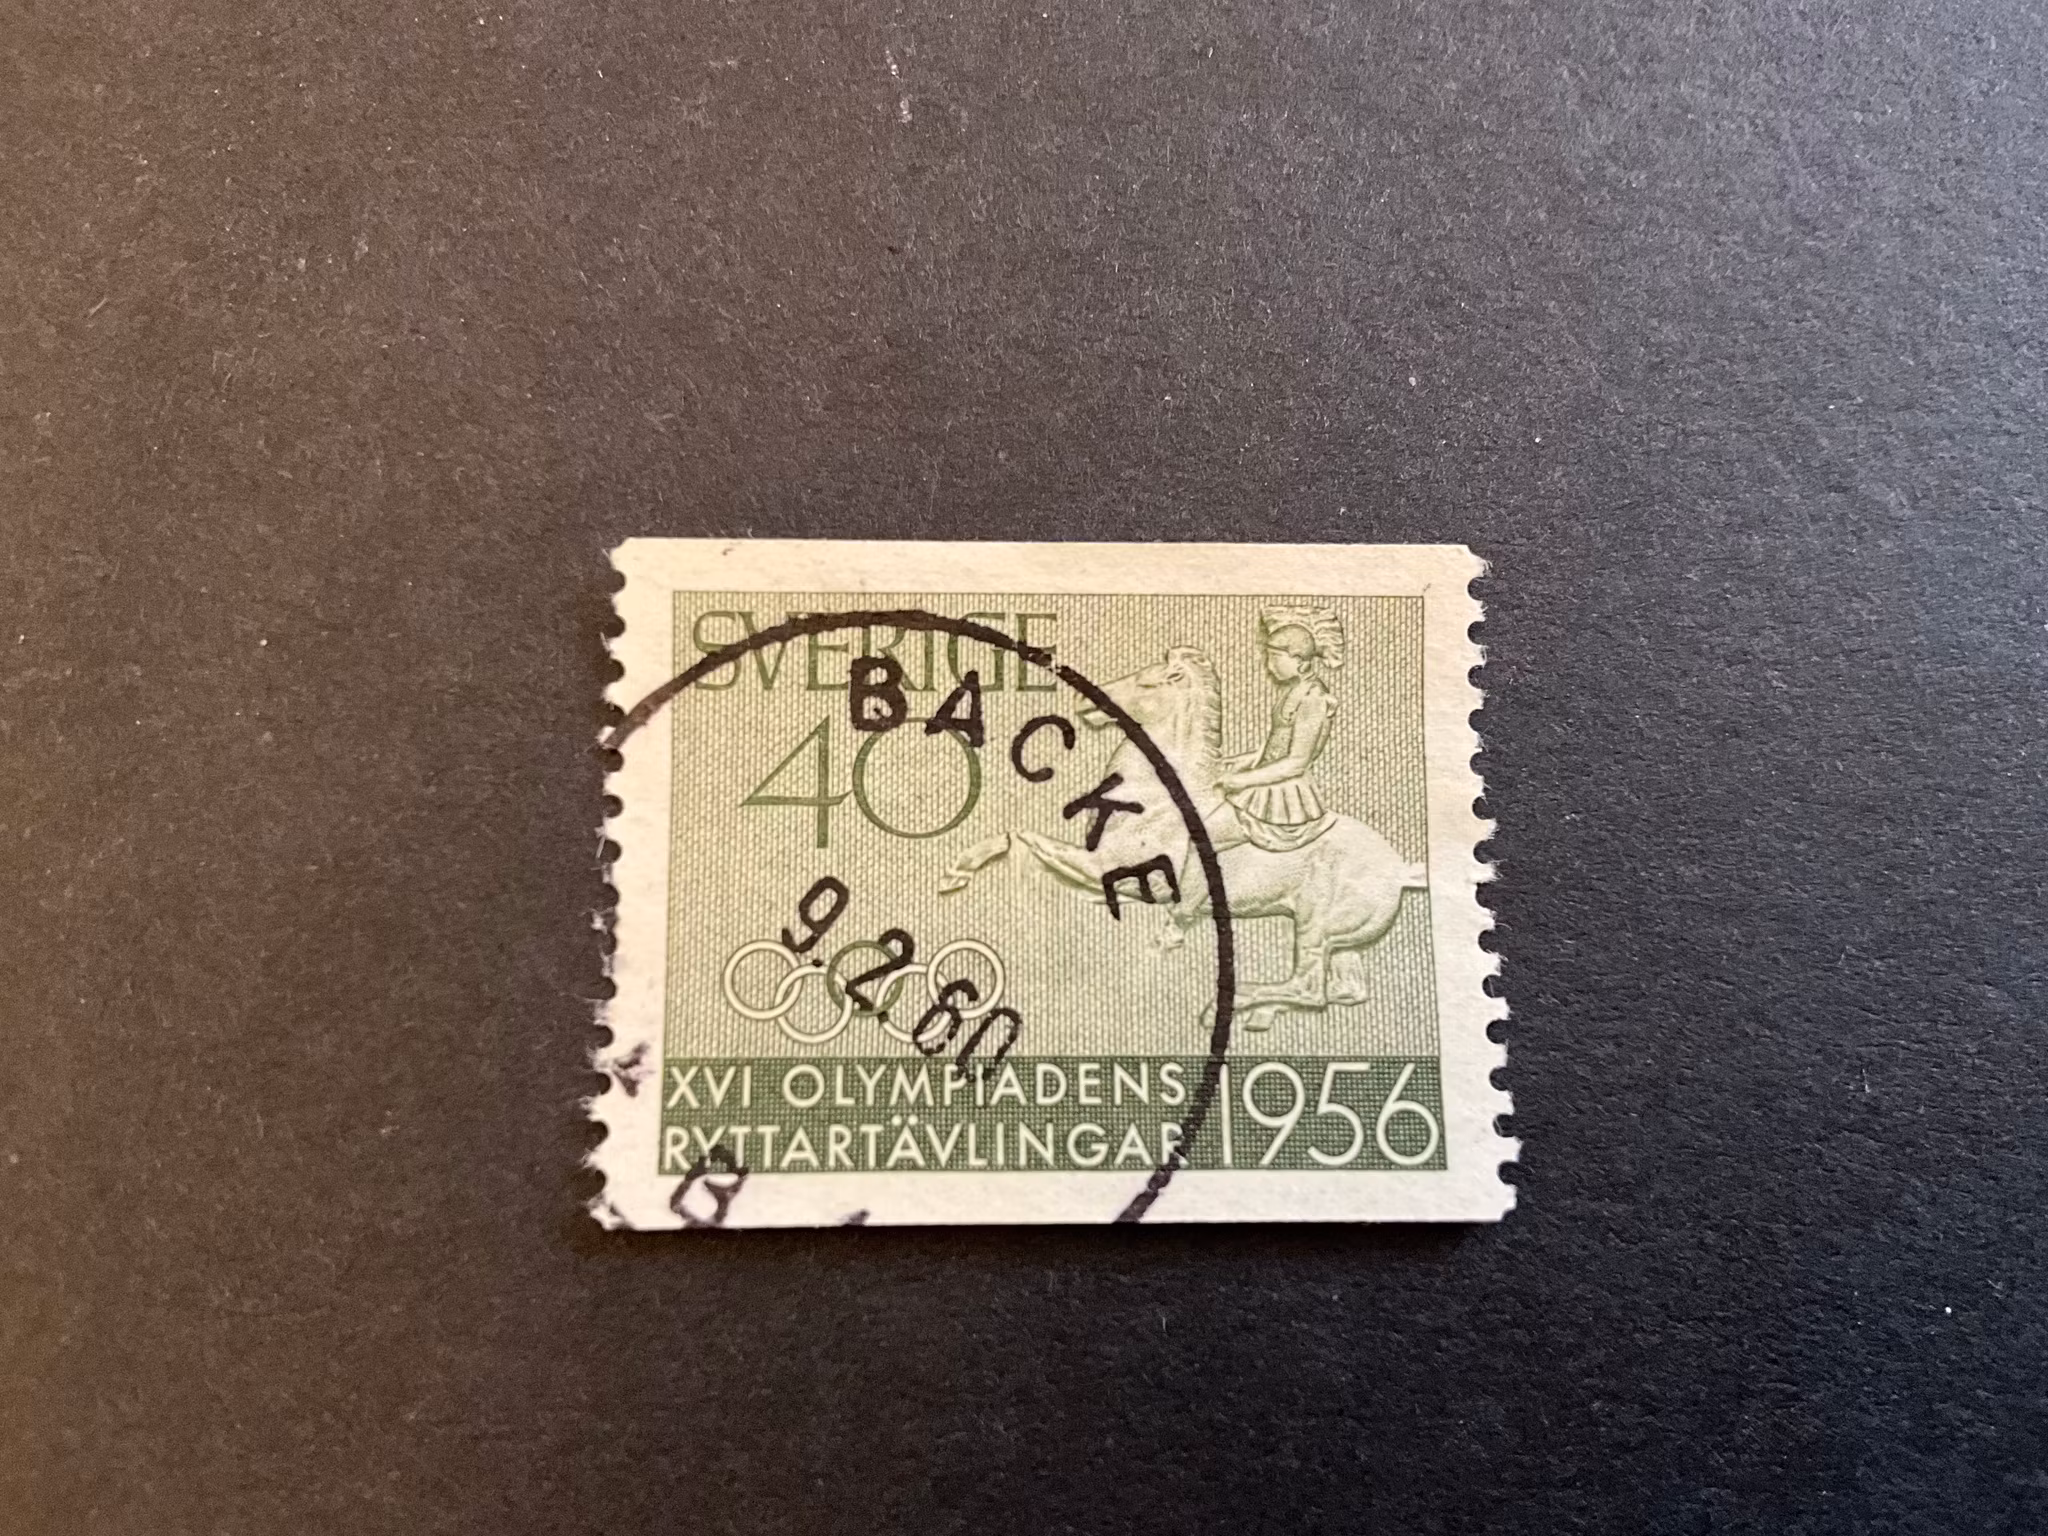 SVERIGE
40
BACKE
9.2.60
XVI OLYMPIADENS
RYTTARTÄVLINGAR
1956